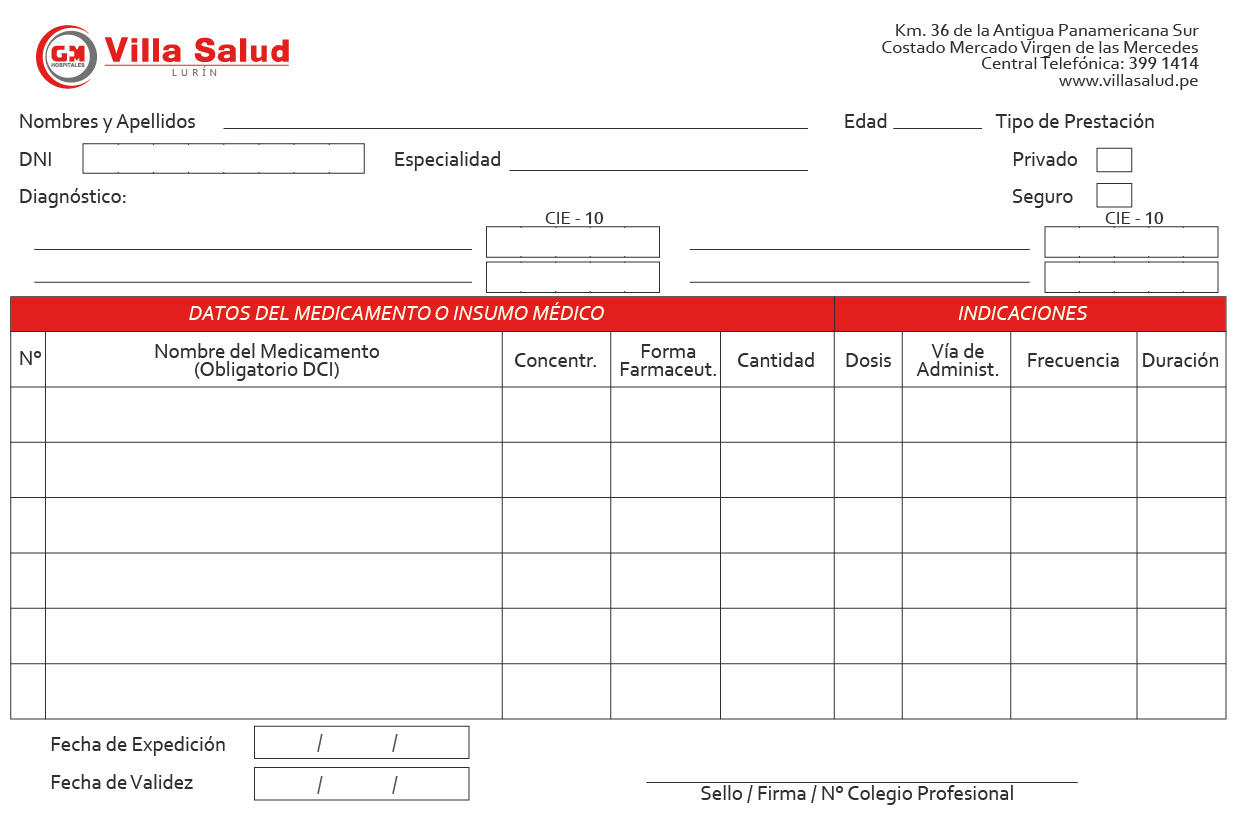 GM
HOSPITALES
Villa Salud
LURÍN
Km. 36 de la Antigua Panamericana Sur
Costado Mercado Virgen de las Mercedes
Central Telefónica: 399 1414
www.villasalud.pe
Nombres y Apellidos Edad Tipo de Prestación
DNI Especialidad Privado
Diagnóstico: Seguro
CIE - 10 CIE - 10
DATOS DEL MEDICAMENTO O INSUMO MÉDICO INDICACIONES
Nº Nombre del Medicamento (Obligatorio DCI) Concentr. Forma Farmaceut. Cantidad Dosis Vía de Administ. Frecuencia Duración
Fecha de Expedición / /
Fecha de Validez / /
Sello / Firma / Nº Colegio Profesional